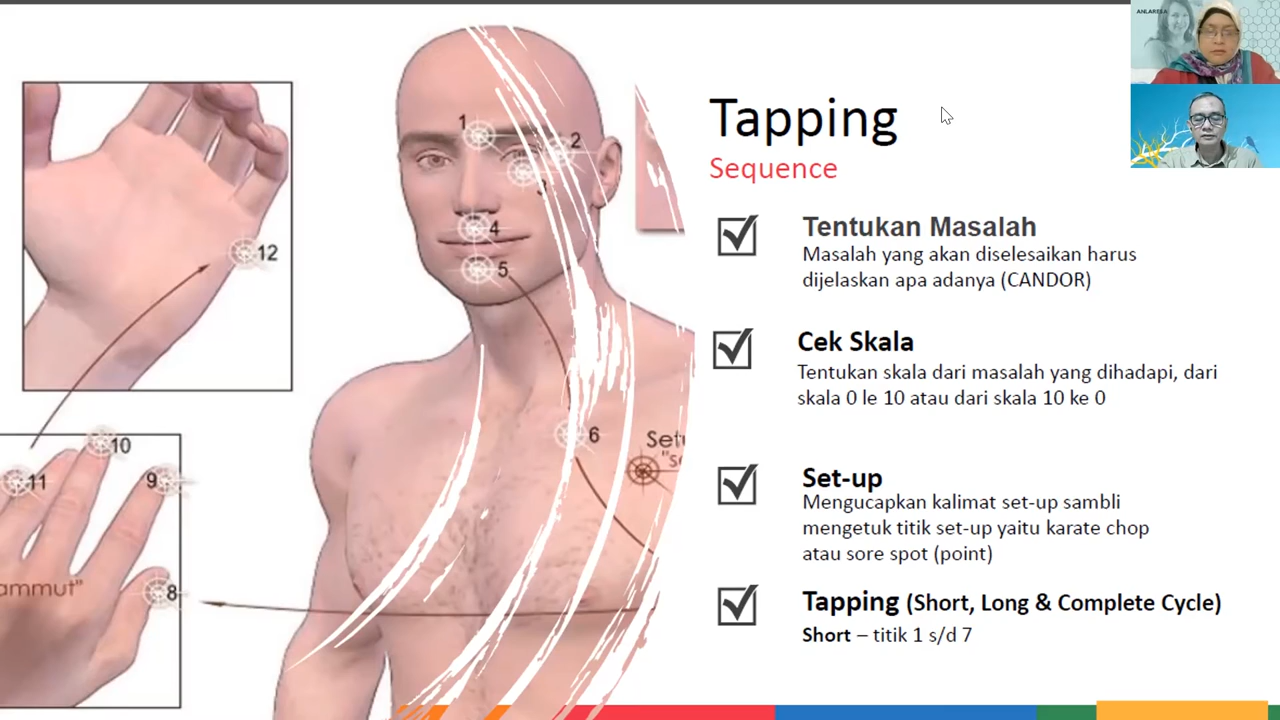 Tapping
Sequence
Tentukan Masalah
Masalah yang akan diselesaikan harus
dijelaskan apa adanya (CANDOR)
Cek Skala
Tentukan skala dari masalah yang dihadapi, dari
skala 0 le 10 atau dari skala 10 ke 0
Set-up
Mengucapkan kalimat set-up sambli
mengetuk titik set-up yaitu karate chop
atau sore spot (point)
Tapping (Short, Long & Complete Cycle)
Short – titik 1 s/d 7
1
2
3
4
5
6
12
10
11
9
8
ammut"